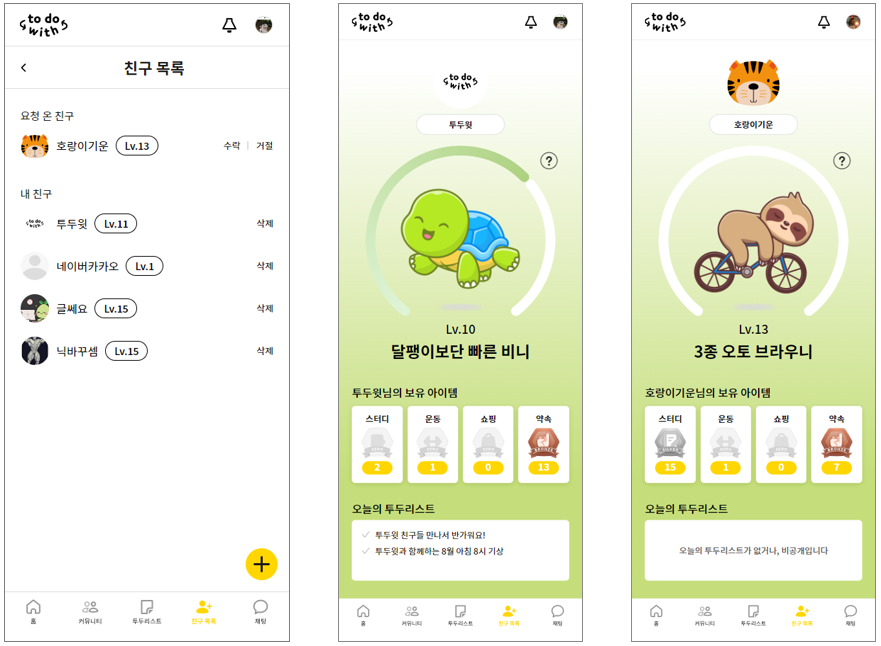 to do
with
친구 목록
요청 온 친구
호랑이기운 Lv.13 수락 거절
내 친구
to do
with
투두윗 Lv.11 삭제
네이버카카오 Lv.1 삭제
글쎄요 Lv.15 삭제
닉바꾸셈 Lv.15 삭제
홈 커뮤니티 투두리스트 친구 목록 채팅
to do
with
to do
with
투두윗
?
Lv.10
달팽이보단 빠른 비니
투두윗님의 보유 아이템
스터디 운동 쇼핑 약속
BRONZE
2 1 0 13
오늘의 투두리스트
투두윗 친구들 만나서 반가워요!
투두윗과 함께하는 8월 아침 8시 기상
홈 커뮤니티 투두리스트 친구 목록 채팅
to do
with
호랑이기운
?
Lv.13
3종 오토 브라우니
호랑이기운님의 보유 아이템
스터디 운동 쇼핑 약속
SILVER BRONZE
15 1 0 7
오늘의 투두리스트
오늘의 투두리스트가 없거나, 비공개입니다
홈 커뮤니티 투두리스트 친구 목록 채팅